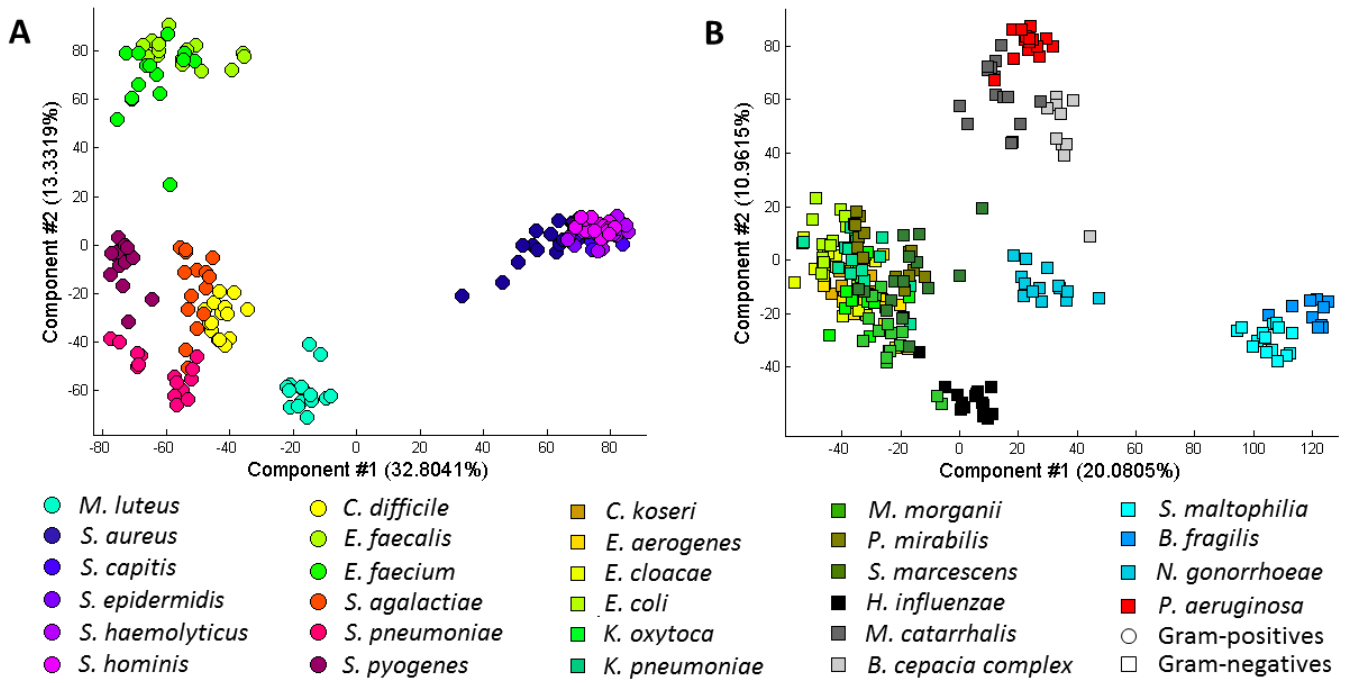 A
80
60
40
20
0
-20
-40
-60
Component #2 (13.3319%)
-80 -60 -40 -20 0 20 40 60 80
Component #1 (32.8041%)
B
80
60
40
20
0
-20
-40
Component #2 (10.9615%)
-40 -20 0 20 40 60 80 100 120
Component #1 (20.0805%)
M. luteus
S. aureus
S. capitis
S. epidermidis
S. haemolyticus
S. hominis
C. difficile
E. faecalis
E. faecium
S. agalactiae
S. pneumoniae
S. pyogenes
C. koseri
E. aerogenes
E. cloacae
E. coli
K. oxytoca
K. pneumoniae
M. morganii
P. mirabilis
S. marcescens
H. influenzae
M. catarrhalis
B. cepacia complex
S. maltophilia
B. fragilis
N. gonorrhoeae
P. aeruginosa
Gram-positives
Gram-negatives